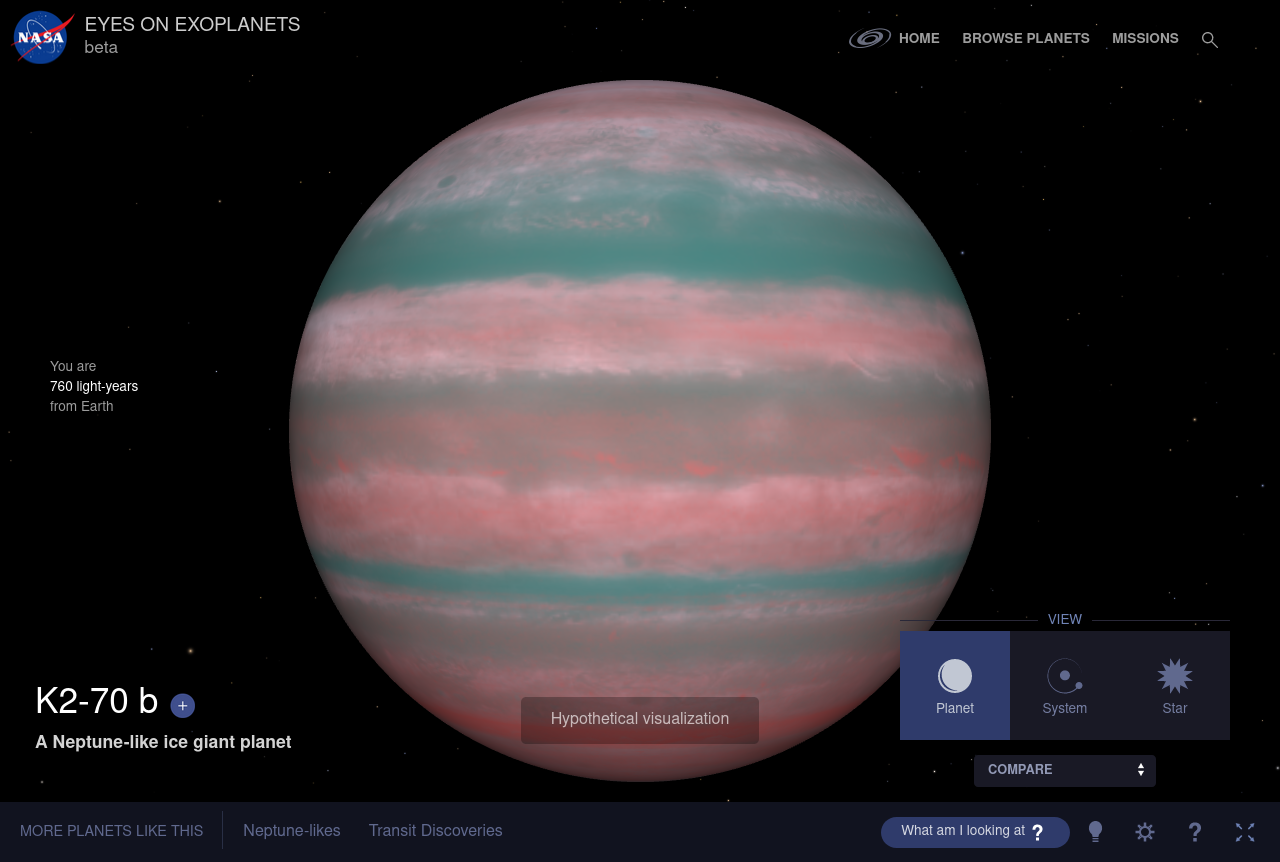 NASA
EYES ON EXOPLANETS
beta
HOME
BROWSE PLANETS
MISSIONS
You are
760 light-years
from Earth
VIEW
Planet
System
Star
K2-70 b +
A Neptune-like ice giant planet
Hypothetical visualization
COMPARE
MORE PLANETS LIKE THIS
Neptune-likes
Transit Discoveries
What am I looking at ?
?